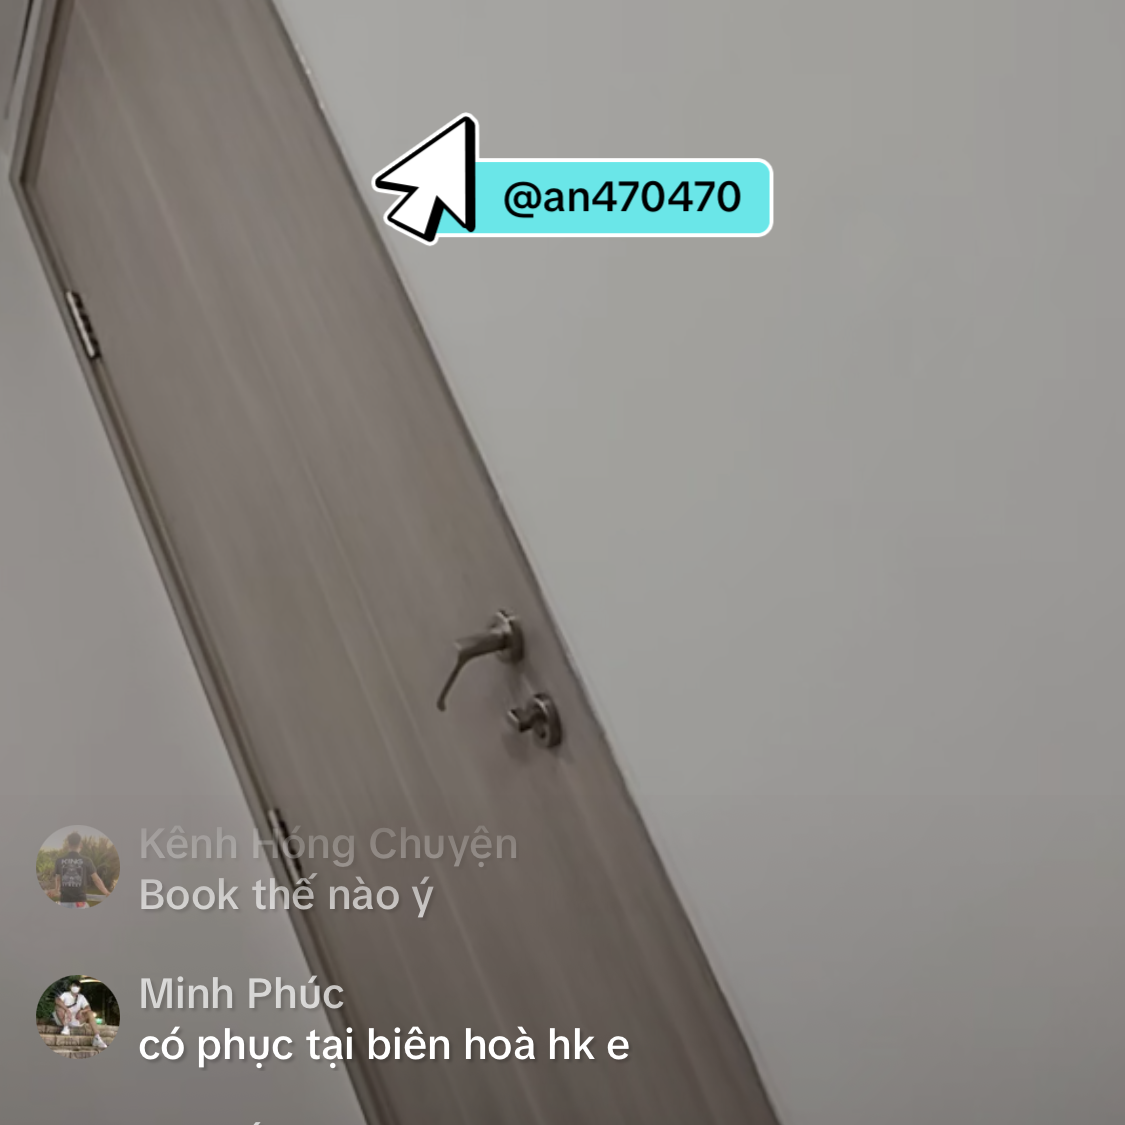 @an470470
Kênh Hóng Chuyện
Book thế nào ý
Minh Phúc
có phục tại biên hoà hk e